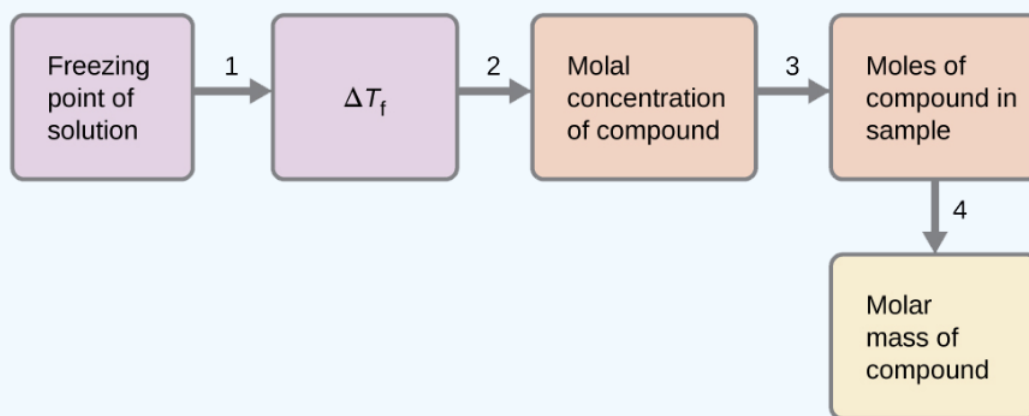 Freezing
point of
solution
1
ΔTf
2
Molal
concentration
of compound
3
Moles of
compound in
sample
4
Molar
mass of
compound